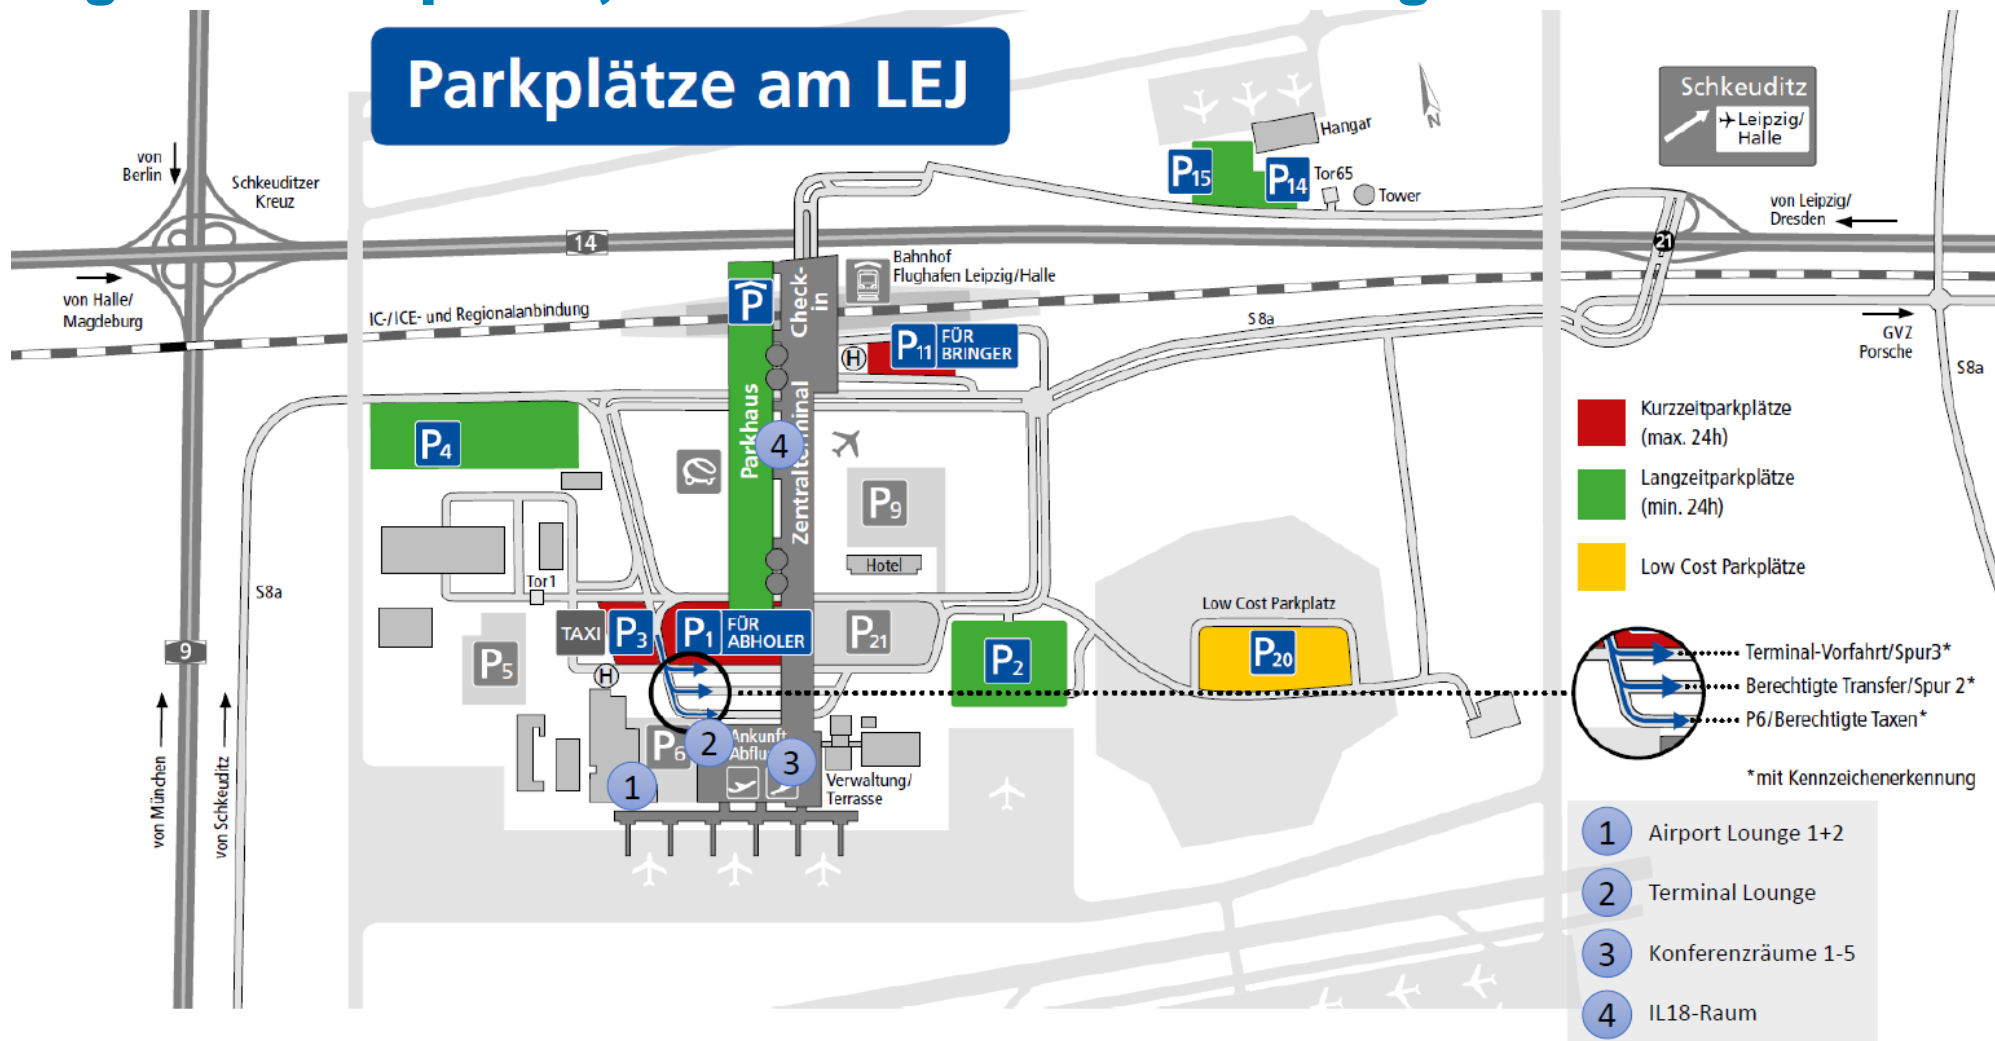 Parkplätze am LEJ
Schkeuditz
Leipzig/
Halle
von
Berlin
Schkeuditzer
Kreuz
Hangar
P15
P14
Tor65
Tower
von Leipzig/
Dresden
14
21
von Halle/
Magdeburg
IC-/ICE- und Regionalanbindung
P
Check-
in
Bahnhof
Flughafen Leipzig/Halle
N
S8a
GVZ
Porsche
S8a
H
P11
FÜR
BRINGER
P4
Parkhaus
4
Zentralterminal
P9
Hotel
Kurzzeitparkplätze
(max. 24h)
Langzeitparkplätze
(min. 24h)
Low Cost Parkplätze
S8a
Tor1
TAXI
P3
P1
FÜR
ABHOLER
P21
P2
Low Cost Parkplatz
P20
P5
H
9
Terminal-Vorfahrt/Spur3*
Berechtigte Transfer/Spur 2*
P6/Berechtigte Taxen*
*mit Kennzeichenerkennung
von München
von Schkeuditz
P6
2
Ankunft
3
1
Verwaltung/
Terrasse
1 Airport Lounge 1+2
2 Terminal Lounge
3 Konferenzräume 1-5
4 IL18-Raum